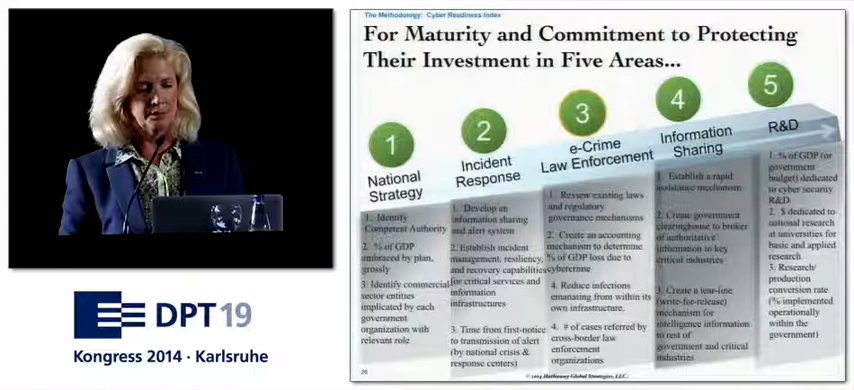 The Methodology: Cyber Readiness Index
For Maturity and Commitment to Protecting
Their Investment in Five Areas...
1
2
3
4
5
National
Strategy
Incident
Response
e-Crime
Law Enforcement
Information
Sharing
R&D
1. Identity
Competent Authority
2. % of GDP
embraced by plan,
grossly
3. Identify commercial
sector entities
implicated by each
government
organization with
relevant role
1. Develop an
information sharing
and alert system
2. Establish incident
management, resiliency,
and recovery capabilities
for critical services and
information
infrastructures
3. Time from first-notice
to transmission of alert
(by national crisis &
response centers)
1. Review existing laws
and regulatory
governance mechanisms
2. Create an accounting
mechanism to determine
% of GDP loss due to
cybercrime
4. Reduce infections
emanating from within its
own infrastructure.
4. # of cases referred by
cross-border law
enforcement
organizations
1. Establish a rapid
assistance mechanism
2. Create government
clearinghouse to broker
of authoritative
information to key
critical industries
3. Create a tear-line
(write-for-release)
mechanism for
intelligence information
to rest of
government and critical
industries
1. % of GDP (or
government
budget) dedicated
to cyber security
R&D
2. $ dedicated to
national research
at universities for
basic and applied
research
3. Research/
production
conversion rate
(% implemented
operationally
within the
government)
© 2014 Hathaway Global Strategies, LLC.
DPT19
Kongress 2014 · Karlsruhe